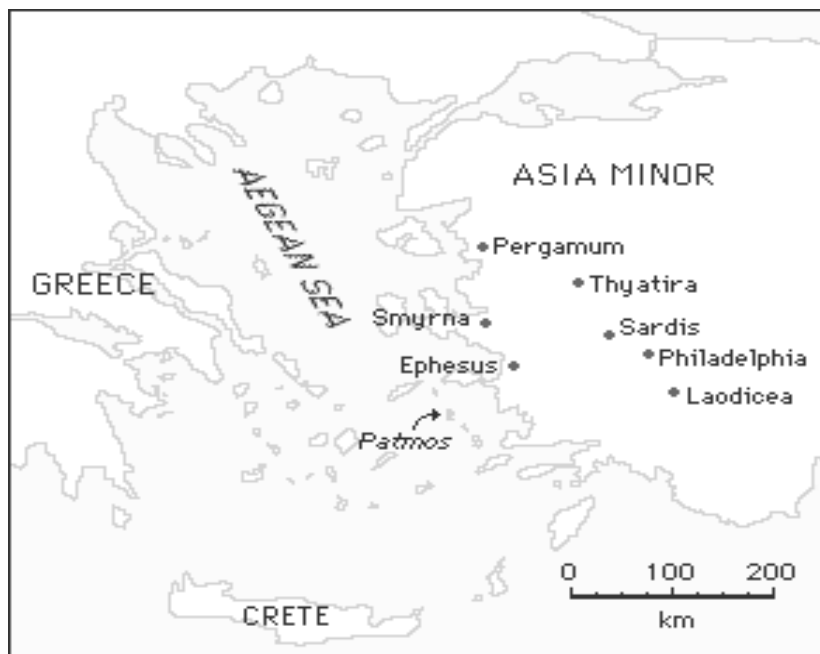 ASIA MINOR
AEGEAN SEA
Pergamum
GREECE
Thyatira
Smyrna
Sardis
Ephesus
Philadelphia
Laodicea
Patmos
0 100 200
km
CRETE